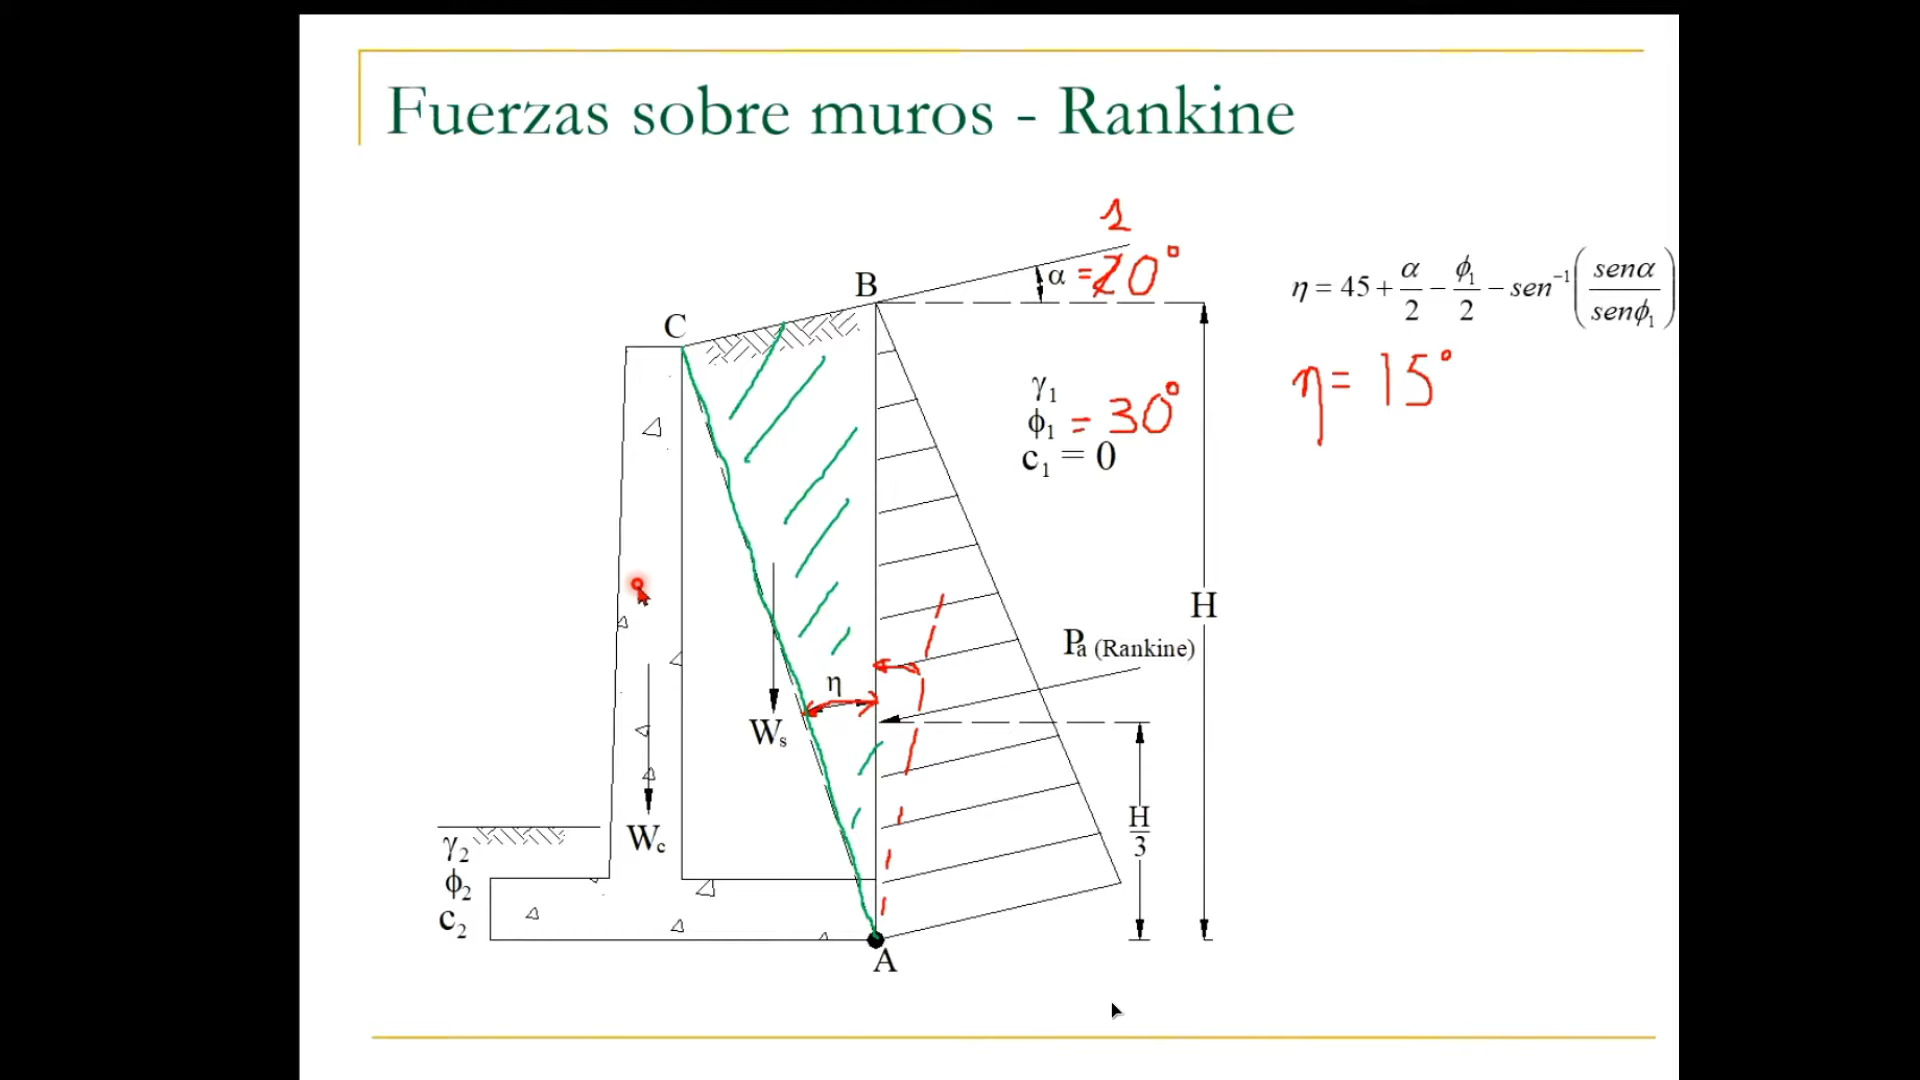 Fuerzas sobre muros - Rankine
1
α = 20°
B
C
η = 45 + α/2 − ϕ₁/2 − sen⁻¹(senα/senϕ₁)
η = 15°
γ₁
ϕ₁ = 30°
c₁ = 0
H
Pa (Rankine)
η
Ws
H/3
Wc
γ₂
ϕ₂
c₂
A